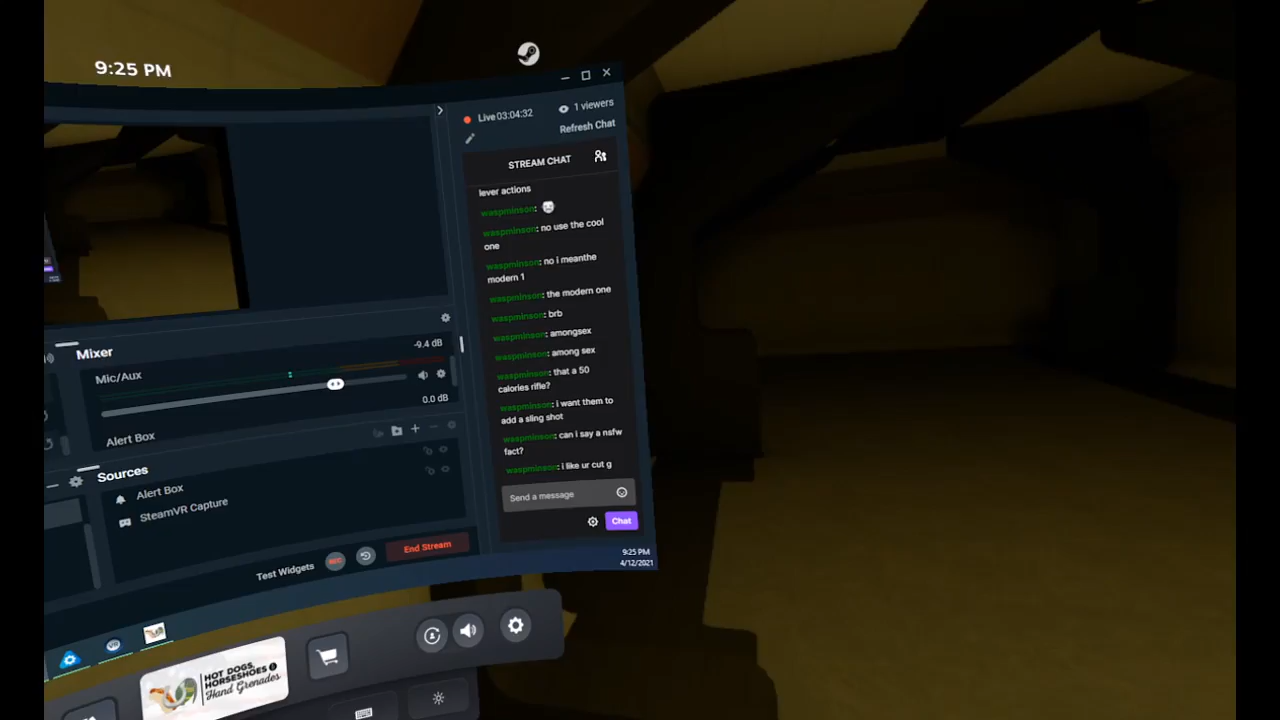 9:25 PM
Live 03:04:32
1 viewers
Refresh Chat
STREAM CHAT
lever actions
waspminson:
waspminson: no use the cool
one
waspminson: no i meanthe
modern 1
waspminson: the modern one
waspminson: brb
waspminson: amongsex
waspminson: among sex
waspminson: that a 50
calories rifle?
waspminson: i want them to
add a sling shot
waspminson: can i say a nsfw
fact?
waspminson: i like ur cut g
Send a message
Chat
Mixer
-9.4 dB
Mic/Aux
0.0 dB
Alert Box
Sources
Alert Box
SteamVR Capture
Test Widgets
REC
End Stream
9:25 PM
4/12/2021
HOT DOGS,
HORSESHOES &
Hand Grenades